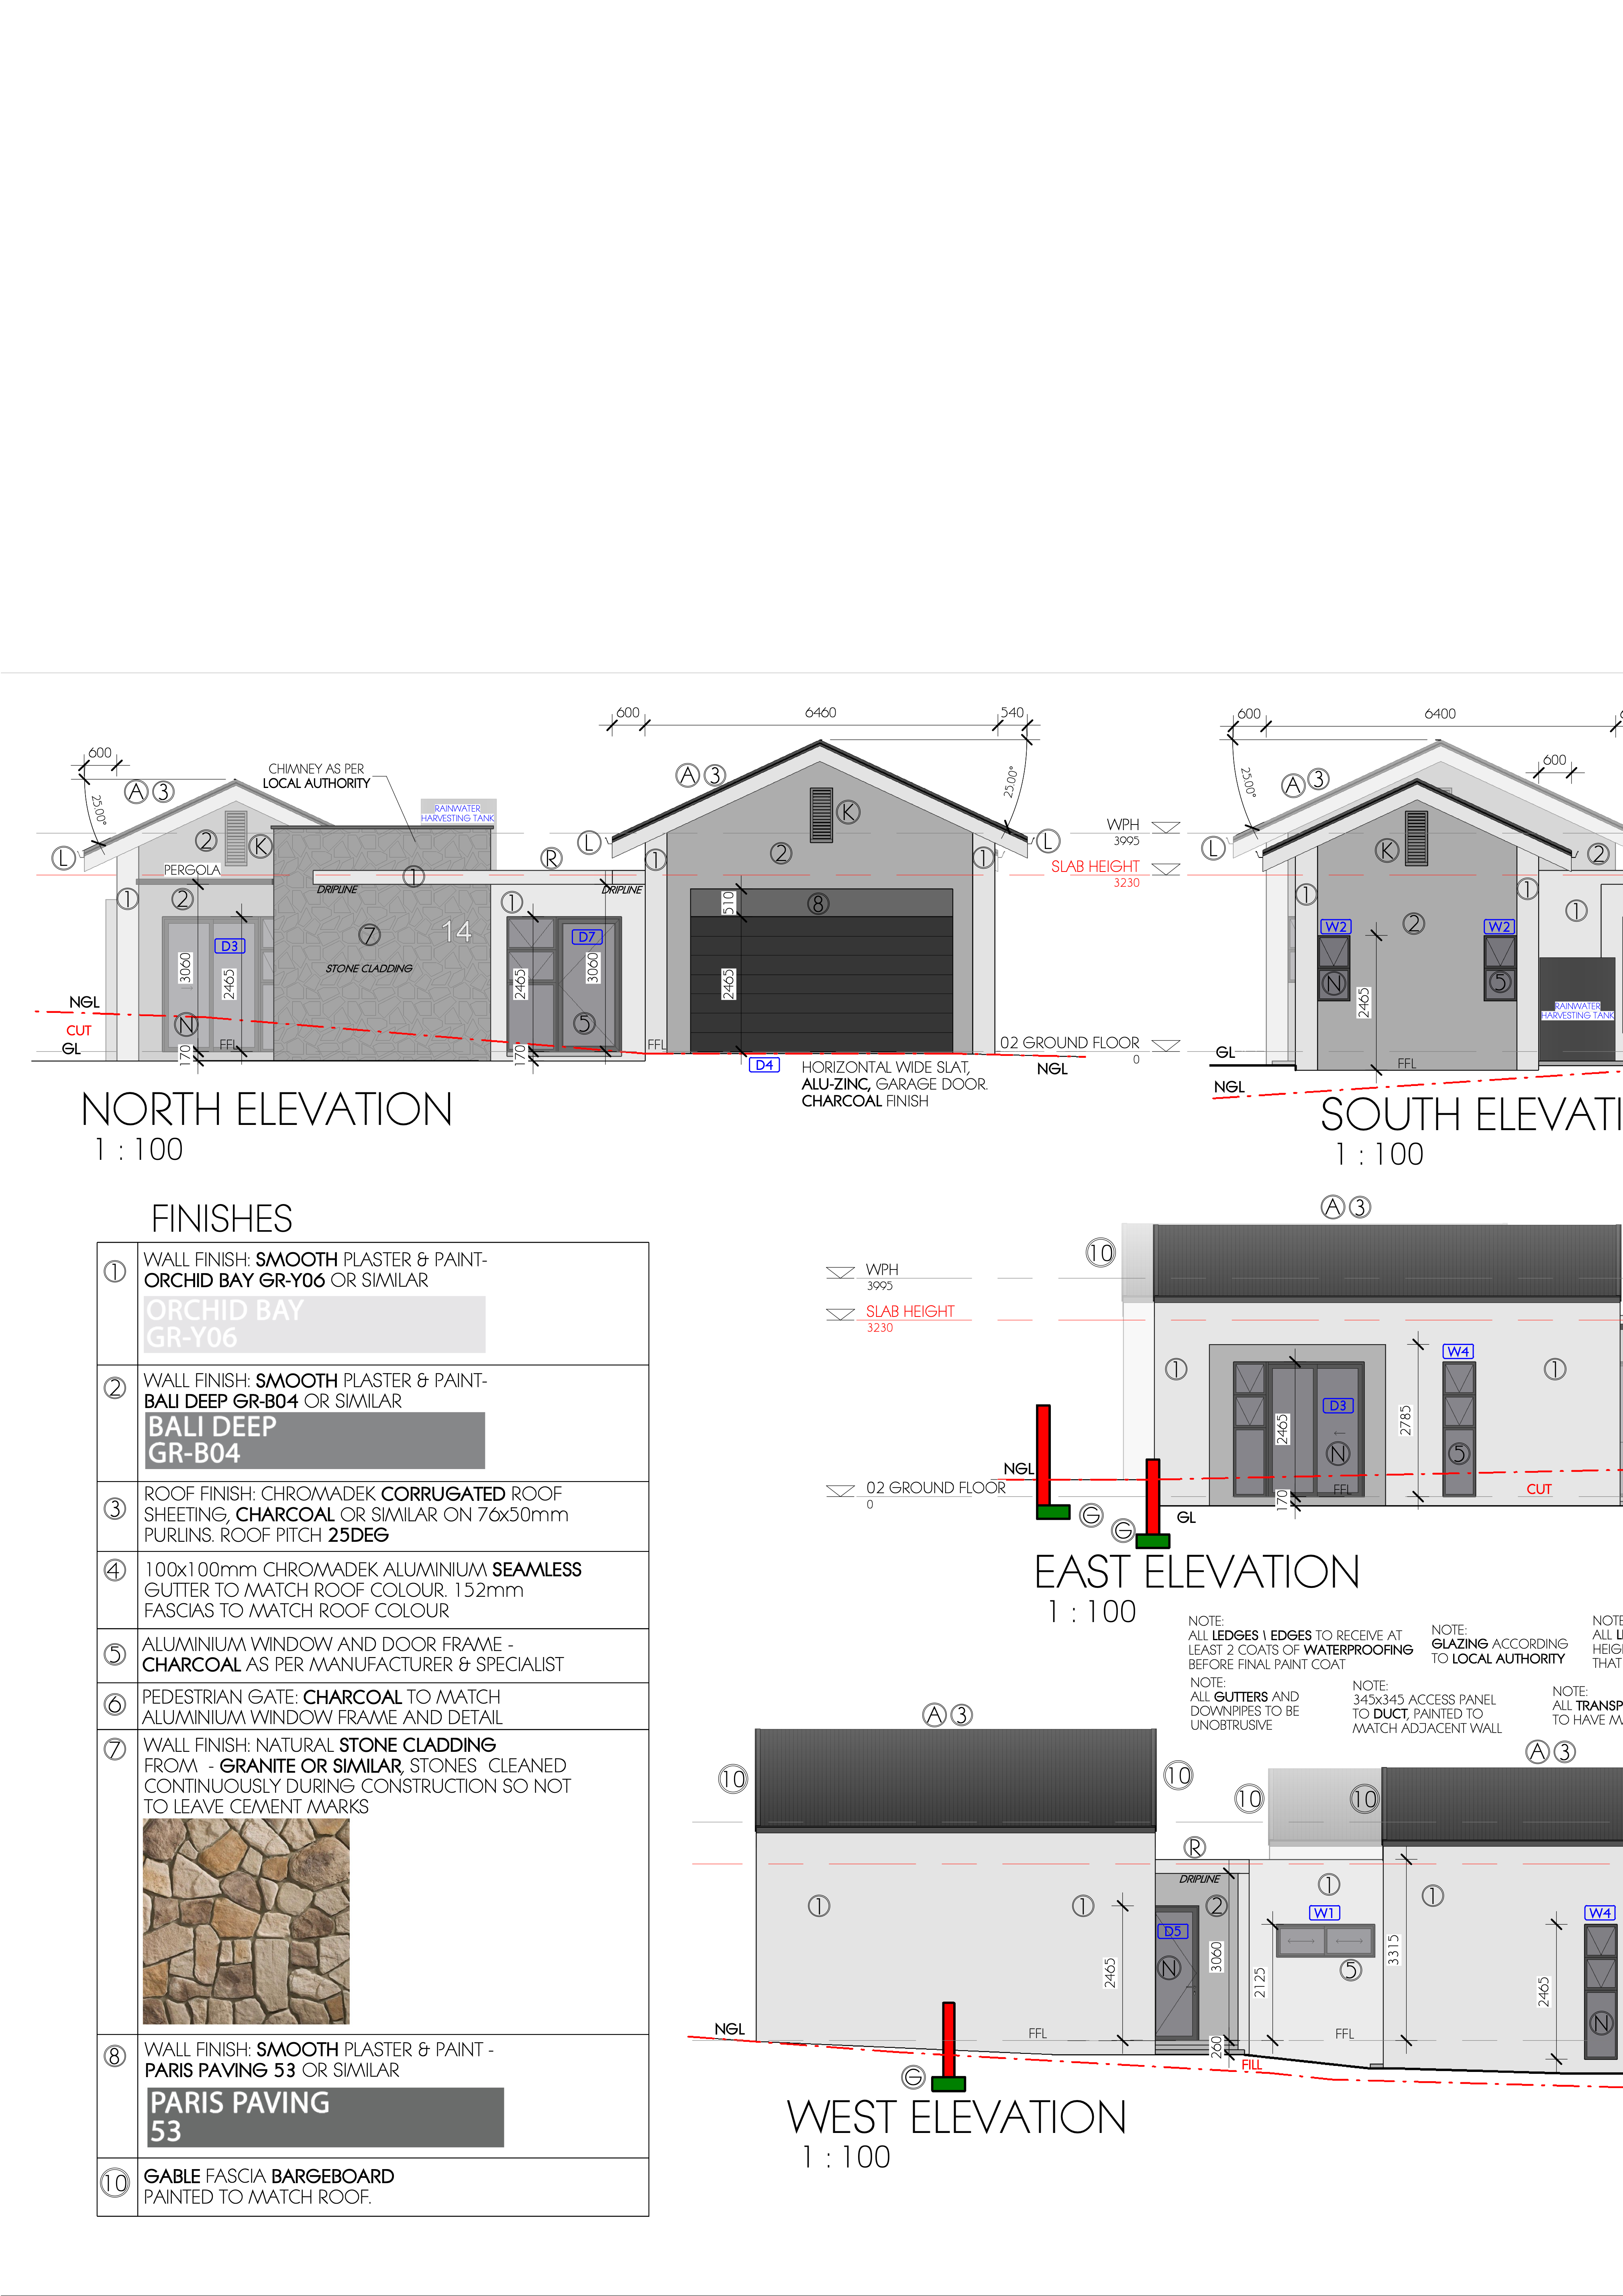 600
6460
540
600
6400
600
CHIMNEY AS PER
LOCAL AUTHORITY
600
25.00°
A 3
2
K
L
PERGOLA
1
2
RAINWATER
HARVESTING TANK
R
L
1
DRIPLINE
DRIPLINE
1
7
14
STONE CLADDING
D3
3060
2465
NGL
CUT
GL
N
170
FFL
D7
2465
3060
5
170
FFL
A 3
K
2
1
1
L
25.00°
8
510
2465
D4
HORIZONTAL WIDE SLAT,
ALU-ZINC, GARAGE DOOR.
CHARCOAL FINISH
WPH
3995
SLAB HEIGHT
3230
02 GROUND FLOOR
0
NGL
NORTH ELEVATION
1 : 100
25.00°
A 3
L
K
2
1
1
1
2
W2
W2
N
5
2465
RAINWATER
HARVESTING TANK
GL
FFL
NGL
SOUTH ELEVATI
1 : 100
FINISHES
1
WALL FINISH: SMOOTH PLASTER & PAINT-
ORCHID BAY GR-Y06 OR SIMILAR
ORCHID BAY
GR-Y06
2
WALL FINISH: SMOOTH PLASTER & PAINT-
BALI DEEP GR-B04 OR SIMILAR
BALI DEEP
GR-B04
3
ROOF FINISH: CHROMADEK CORRUGATED ROOF
SHEETING, CHARCOAL OR SIMILAR ON 76x50mm
PURLINS. ROOF PITCH 25DEG
4
100x100mm CHROMADEK ALUMINIUM SEAMLESS
GUTTER TO MATCH ROOF COLOUR. 152mm
FASCIAS TO MATCH ROOF COLOUR
5
ALUMINIUM WINDOW AND DOOR FRAME -
CHARCOAL AS PER MANUFACTURER & SPECIALIST
6
PEDESTRIAN GATE: CHARCOAL TO MATCH
ALUMINIUM WINDOW FRAME AND DETAIL
7
WALL FINISH: NATURAL STONE CLADDING
FROM - GRANITE OR SIMILAR, STONES CLEANED
CONTINUOUSLY DURING CONSTRUCTION SO NOT
TO LEAVE CEMENT MARKS
8
WALL FINISH: SMOOTH PLASTER & PAINT -
PARIS PAVING 53 OR SIMILAR
PARIS PAVING
53
10
GABLE FASCIA BARGEBOARD
PAINTED TO MATCH ROOF.
A 3
10
WPH
3995
SLAB HEIGHT
3230
1
W4
1
2465
D3
2785
N
5
NGL
02 GROUND FLOOR
0
170
FFL
CUT
G
G
GL
EAST ELEVATION
1 : 100
NOTE:
ALL LEDGES \ EDGES TO RECEIVE AT
LEAST 2 COATS OF WATERPROOFING
BEFORE FINAL PAINT COAT
NOTE:
GLAZING ACCORDING
TO LOCAL AUTHORITY
NOTE
ALL L
HEIG
THAT
NOTE:
ALL GUTTERS AND
DOWNPIPES TO BE
UNOBTRUSIVE
NOTE:
345x345 ACCESS PANEL
TO DUCT, PAINTED TO
MATCH ADJACENT WALL
NOTE:
ALL TRANSP
TO HAVE M
A 3
A 3
10
10
10
10
R
DRIPLINE
1
1
2
1
1
D5
W1
W4
N
5
N
2465
3060
2125
3315
2465
NGL
FFL
260
FFL
FILL
G
WEST ELEVATION
1 : 100